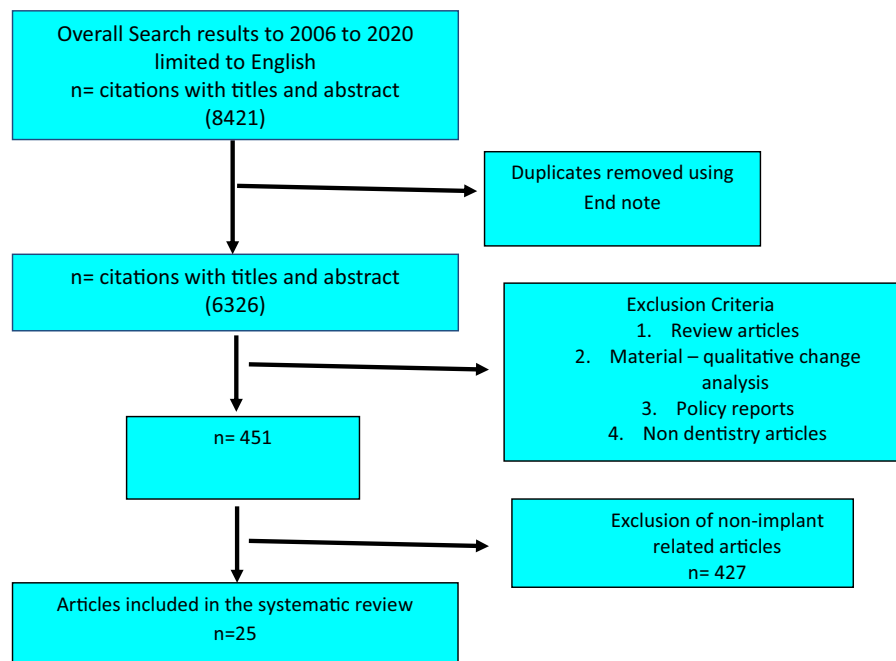 Overall Search results to 2006 to 2020
limited to English
n= citations with titles and abstract
(8421)
Duplicates removed using
End note
n= citations with titles and abstract
(6326)
Exclusion Criteria
1. Review articles
2. Material – qualitative change
analysis
3. Policy reports
4. Non dentistry articles
n= 451
Exclusion of non-implant
related articles
n= 427
Articles included in the systematic review
n=25